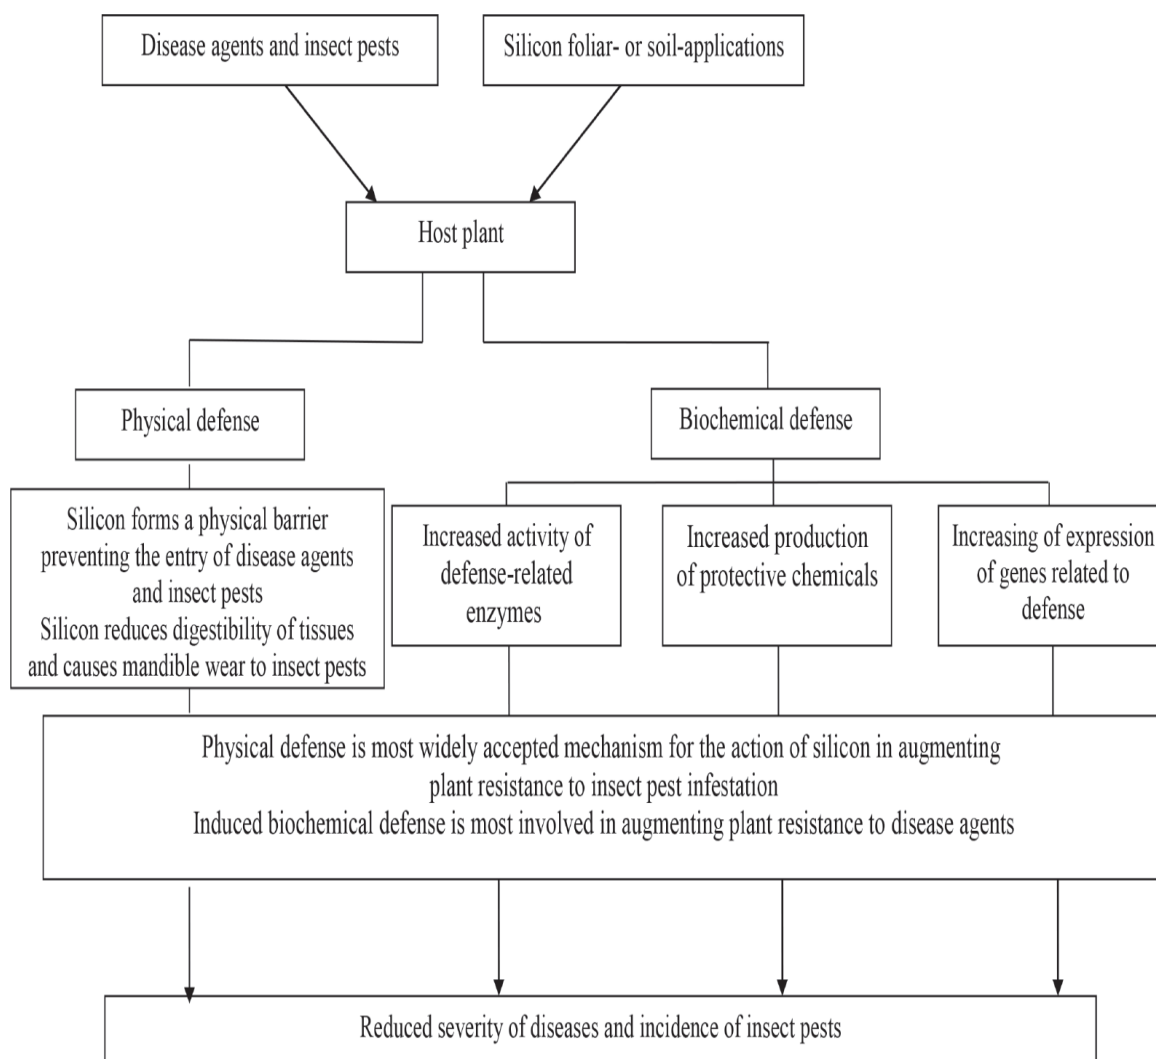 Disease agents and insect pests
Silicon foliar- or soil-applications
Host plant
Physical defense
Biochemical defense
Silicon forms a physical barrier
preventing the entry of disease agents
and insect pests
Silicon reduces digestibility of tissues
and causes mandible wear to insect pests
Increased activity of
defense-related
enzymes
Increased production
of protective chemicals
Increasing of expression
of genes related to
defense
Physical defense is most widely accepted mechanism for the action of silicon in augmenting
plant resistance to insect pest infestation
Induced biochemical defense is most involved in augmenting plant resistance to disease agents
Reduced severity of diseases and incidence of insect pests